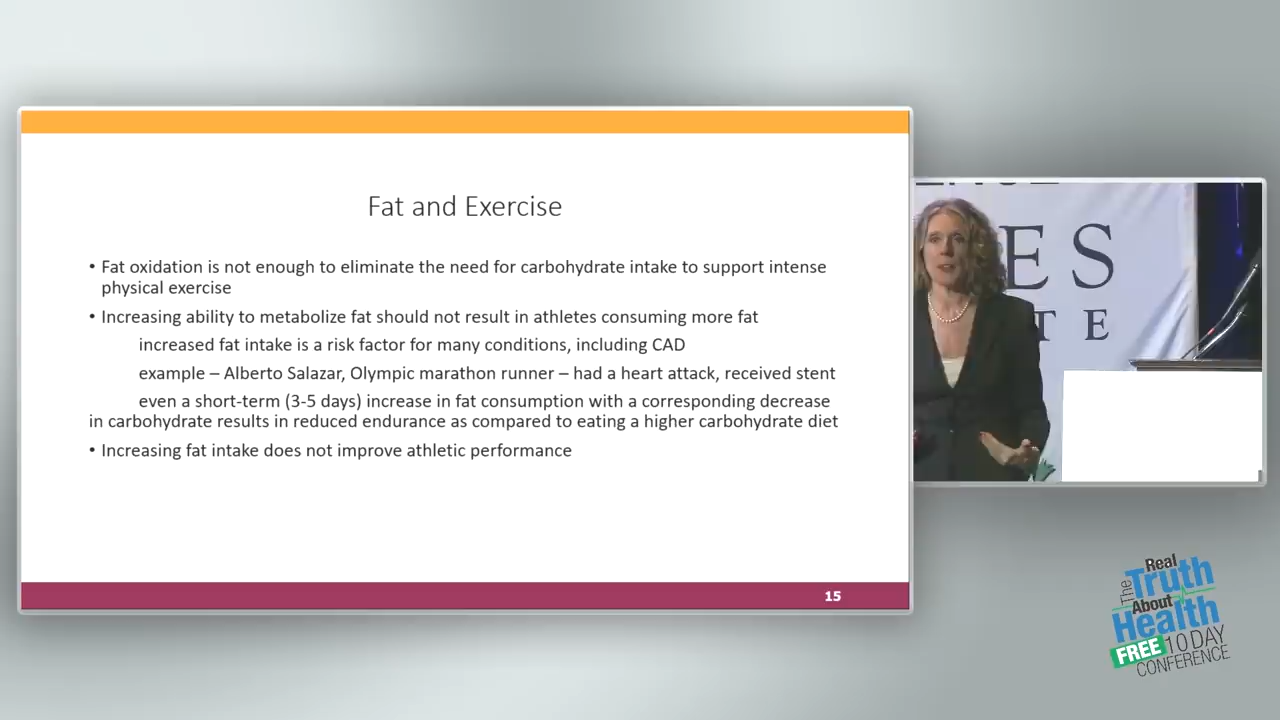 Fat and Exercise
• Fat oxidation is not enough to eliminate the need for carbohydrate intake to support intense
physical exercise
• Increasing ability to metabolize fat should not result in athletes consuming more fat
increased fat intake is a risk factor for many conditions, including CAD
example – Alberto Salazar, Olympic marathon runner – had a heart attack, received stent
even a short-term (3-5 days) increase in fat consumption with a corresponding decrease
in carbohydrate results in reduced endurance as compared to eating a higher carbohydrate diet
• Increasing fat intake does not improve athletic performance
15
ES
TE
The Real
Truth
About
Health
FREE 10 DAY
CONFERENCE